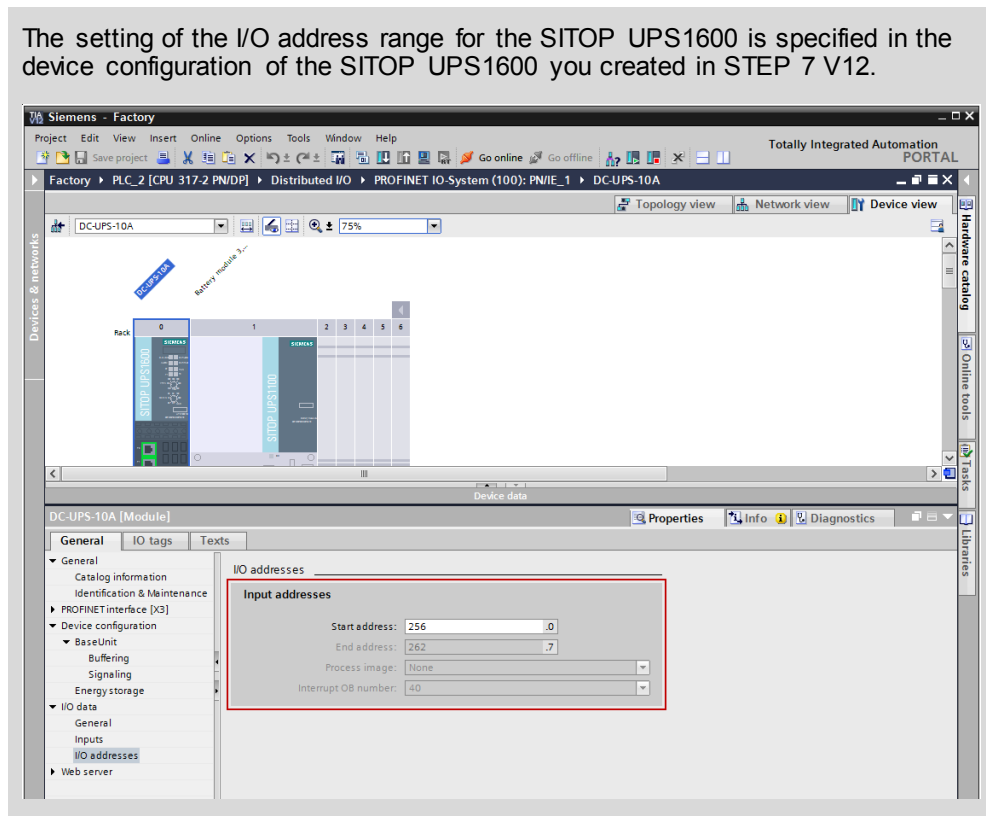 The setting of the I/O address range for the SITOP UPS1600 is specified in the
device configuration of the SITOP UPS1600 you created in STEP 7 V12.
Siemens - Factory
Project Edit View Insert Online Options Tools Window Help
Totally Integrated Automation
PORTAL
Save project Go online Go offline
Factory PLC_2 [CPU 317-2 PN/DP] Distributed I/O PROFINET IO-System (100): PN/IE_1 DC-UPS-10A
Topology view Network view Device view
DC-UPS-10A 75%
Devices & networks
Hardware catalog
Online tools
Tasks
Libraries
DC-UPS-10A
Battery module 3,...
Rack 0 1 2 3 4 5 6
SIEMENS SIEMENS
SITOP UPS1600
SITOP UPS1100
Device data
DC-UPS-10A [Module]
Properties Info Diagnostics
General IO tags Texts
General
Catalog information
Identification & Maintenance
PROFINET interface [X3]
Device configuration
BaseUnit
Buffering
Signaling
Energy storage
I/O data
General
Inputs
I/O addresses
Web server
I/O addresses
Input addresses
Start address: 256 .0
End address: 262 .7
Process image: None
Interrupt OB number: 40